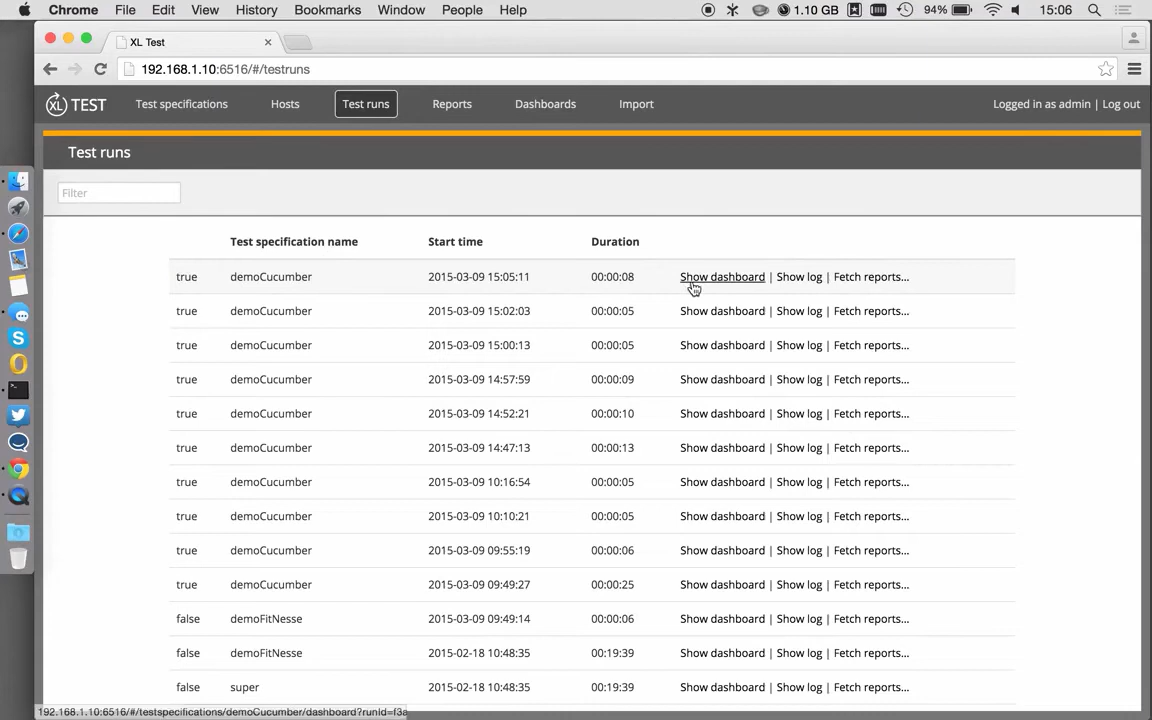 Chrome File Edit View History Bookmarks Window People Help 1.10 GB 94% 15:06
XL Test
192.168.1.10:6516/#/testruns
XL TEST Test specifications Hosts Test runs Reports Dashboards Import Logged in as admin | Log out
Test runs
Filter
Test specification name Start time Duration
true demoCucumber 2015-03-09 15:05:11 00:00:08 Show dashboard | Show log | Fetch reports...
true demoCucumber 2015-03-09 15:02:03 00:00:05 Show dashboard | Show log | Fetch reports...
true demoCucumber 2015-03-09 15:00:13 00:00:05 Show dashboard | Show log | Fetch reports...
true demoCucumber 2015-03-09 14:57:59 00:00:09 Show dashboard | Show log | Fetch reports...
true demoCucumber 2015-03-09 14:52:21 00:00:10 Show dashboard | Show log | Fetch reports...
true demoCucumber 2015-03-09 14:47:13 00:00:13 Show dashboard | Show log | Fetch reports...
true demoCucumber 2015-03-09 10:16:54 00:00:05 Show dashboard | Show log | Fetch reports...
true demoCucumber 2015-03-09 10:10:21 00:00:05 Show dashboard | Show log | Fetch reports...
true demoCucumber 2015-03-09 09:55:19 00:00:06 Show dashboard | Show log | Fetch reports...
true demoCucumber 2015-03-09 09:49:27 00:00:25 Show dashboard | Show log | Fetch reports...
false demoFitNesse 2015-03-09 09:49:14 00:00:06 Show dashboard | Show log | Fetch reports...
false demoFitNesse 2015-02-18 10:48:35 00:19:39 Show dashboard | Show log | Fetch reports...
false super 2015-02-18 10:48:35 00:19:39 Show dashboard | Show log | Fetch reports...
192.168.1.10:6516/#/testspecifications/demoCucumber/dashboard?runId=f3a